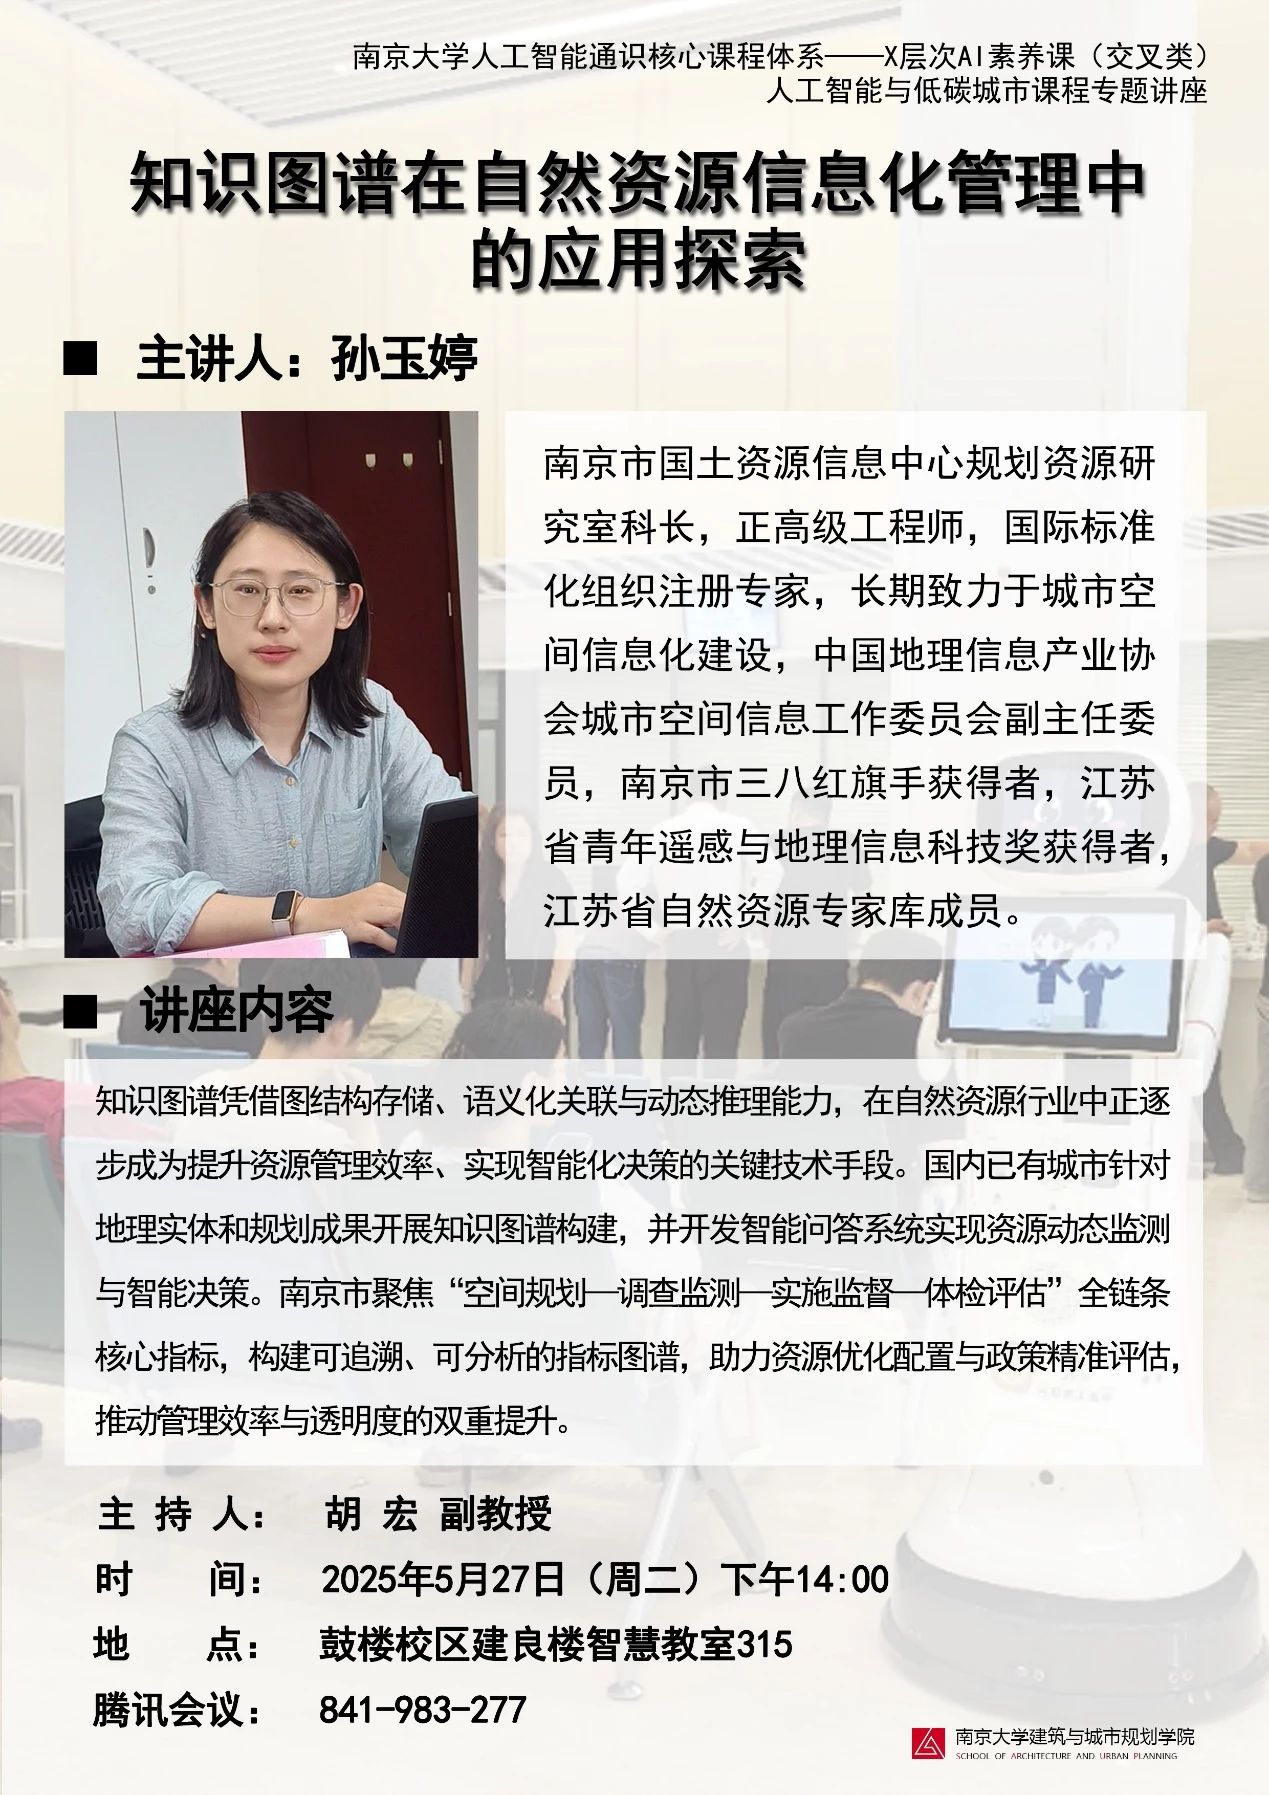 南京大学人工智能通识核心课程体系——X层次AI素养课（交叉类）
人工智能与低碳城市课程专题讲座
知识图谱在自然资源信息化管理中
的应用探索
■ 主讲人：孙玉婷
南京市国土资源信息中心规划资源研
究室科长，正高级工程师，国际标准
化组织注册专家，长期致力于城市空
间信息化建设，中国地理信息产业协
会城市空间信息工作委员会副主任委
员，南京市三八红旗手获得者，江苏
省青年遥感与地理信息科技奖获得者，
江苏省自然资源专家库成员。
■ 讲座内容
知识图谱凭借图结构存储、语义化关联与动态推理能力，在自然资源行业中正逐
步成为提升资源管理效率、实现智能化决策的关键技术手段。国内已有城市针对
地理实体和规划成果开展知识图谱构建，并开发智能问答系统实现资源动态监测
与智能决策。南京市聚焦“空间规划—调查监测—实施监督—体检评估”全链条
核心指标，构建可追溯、可分析的指标图谱，助力资源优化配置与政策精准评估，
推动管理效率与透明度的双重提升。
主 持 人： 胡 宏 副教授
时 间： 2025年5月27日（周二）下午14:00
地 点： 鼓楼校区建良楼智慧教室315
腾讯会议： 841-983-277
南京大学建筑与城市规划学院
SCHOOL OF ARCHITECTURE AND URBAN PLANNING